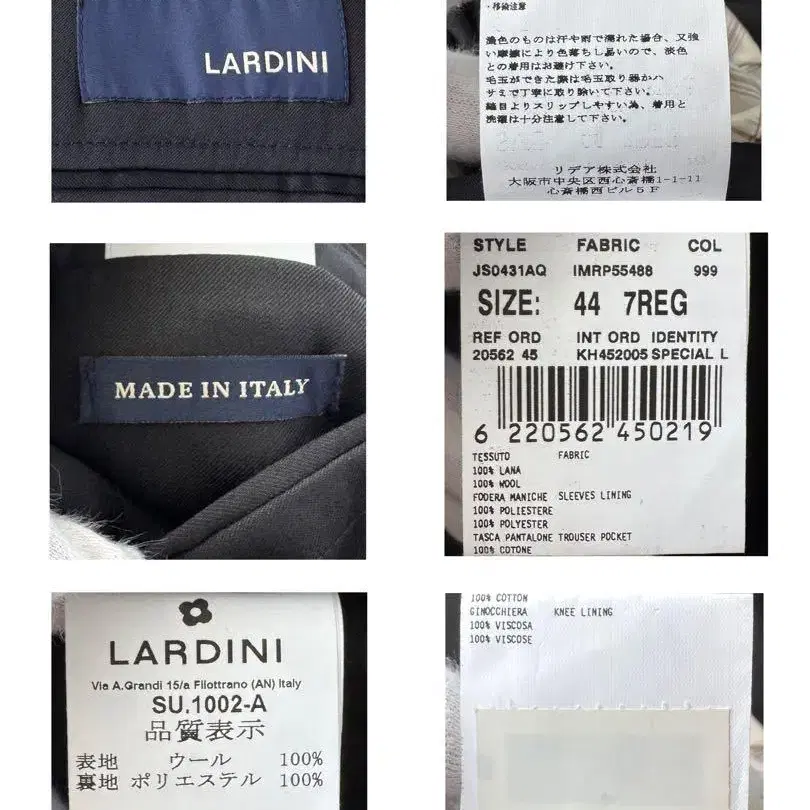 LARDINI
・移染注意
濃色のものは汗や雨で濡れた場合、又強
い摩擦により色落ちし易いので、淡色
との着用はお避け下さい。
毛玉ができた際は毛玉取り器かハ
サミで丁寧に取り除いて下さい。
縫目よりスリップしやすい為、着用と
洗濯は十分注意して下さい。
リデア株式会社
大阪市中央区西心斎橋1-1-11
心斎橋西ビル5F
MADE IN ITALY
STYLE FABRIC COL
JS0431AQ IMRP55488 999
SIZE: 44 7REG
REF ORD INT ORD IDENTITY
20562 45 KH452005 SPECIAL L
6 220562 450219
TESSUTO FABRIC
100% LANA
100% WOOL
FODERA MANICHE SLEEVES LINING
100% POLIESTERE
100% POLYESTER
TASCA PANTALONE TROUSER POCKET
100% COTONE
LARDINI
Via A.Grandi 15/a Filottrano (AN) Italy
SU.1002-A
品質表示
表地 ウール 100%
裏地 ポリエステル 100%
100% COTTON
GINOCCHIERA KNEE LINING
100% VISCOSA
100% VISCOSE